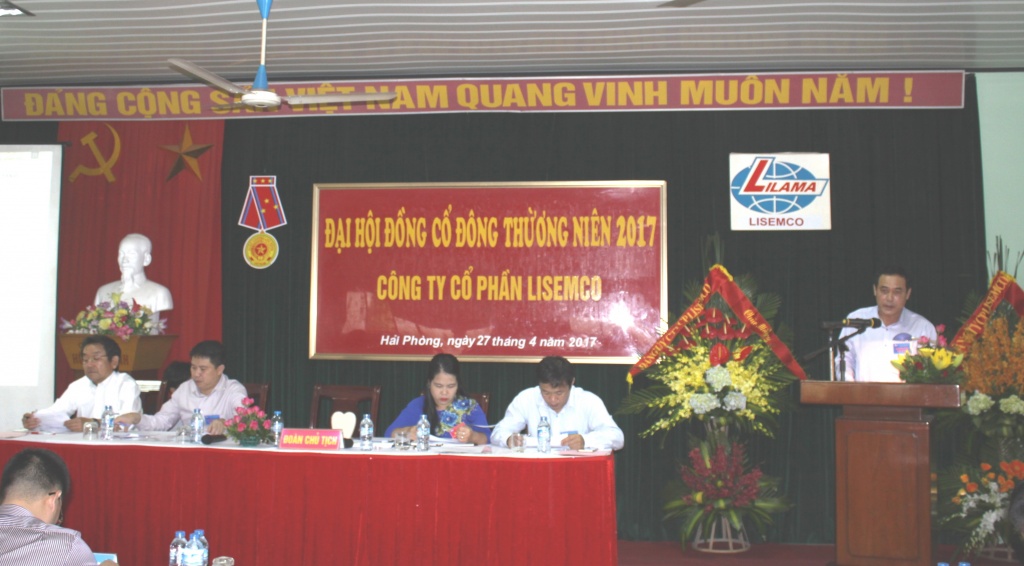 ĐẢNG CỘNG SẢN VIỆT NAM QUANG VINH MUÔN NĂM !
LILAMA
LISEMCO
ĐẠI HỘI ĐỒNG CỔ ĐÔNG THƯỜNG NIÊN 2017
CÔNG TY CỔ PHẦN LISEMCO
Hải Phòng, ngày 27 tháng 4 năm 2017
ĐOÀN CHỦ TỊCH